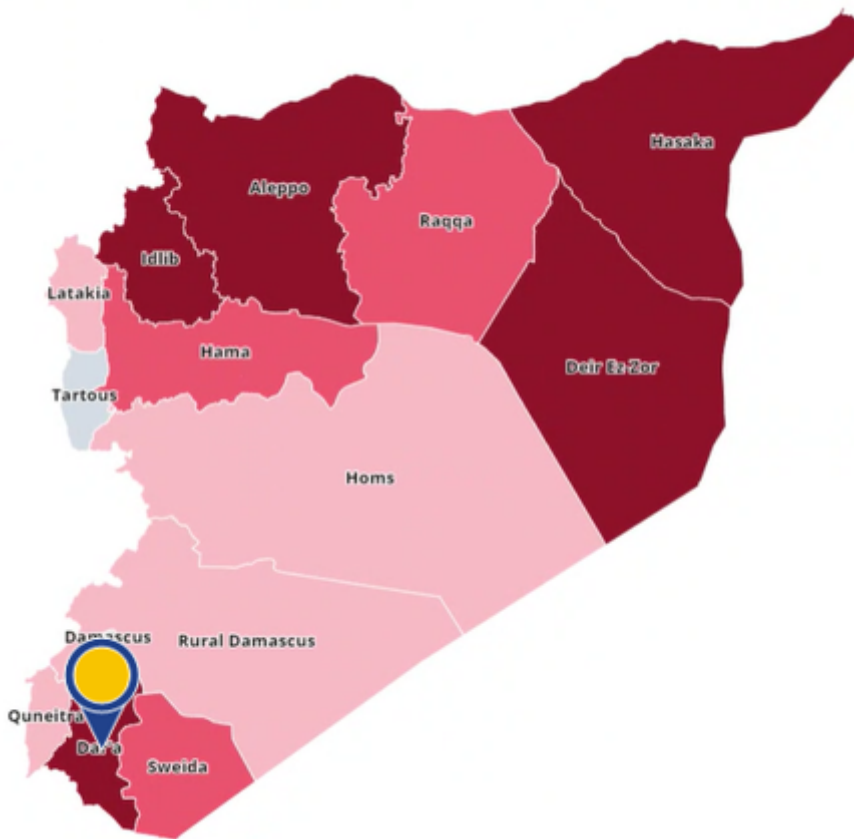 Hasaka
Aleppo
Raqqa
Idlib
Latakia
Hama
Deir Ez Zor
Tartous
Homs
Damascus
Rural Damascus
Quneitra
Sweida